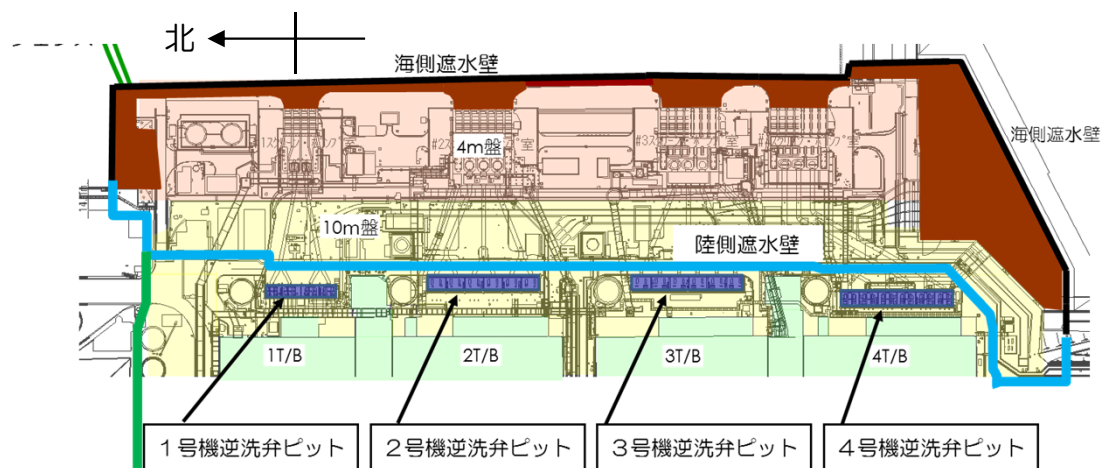 北
海側遮水壁
海側遮水壁
4m盤
10m盤
陸側遮水壁
1T/B
2T/B
3T/B
4T/B
１号機逆洗弁ピット
２号機逆洗弁ピット
３号機逆洗弁ピット
４号機逆洗弁ピット